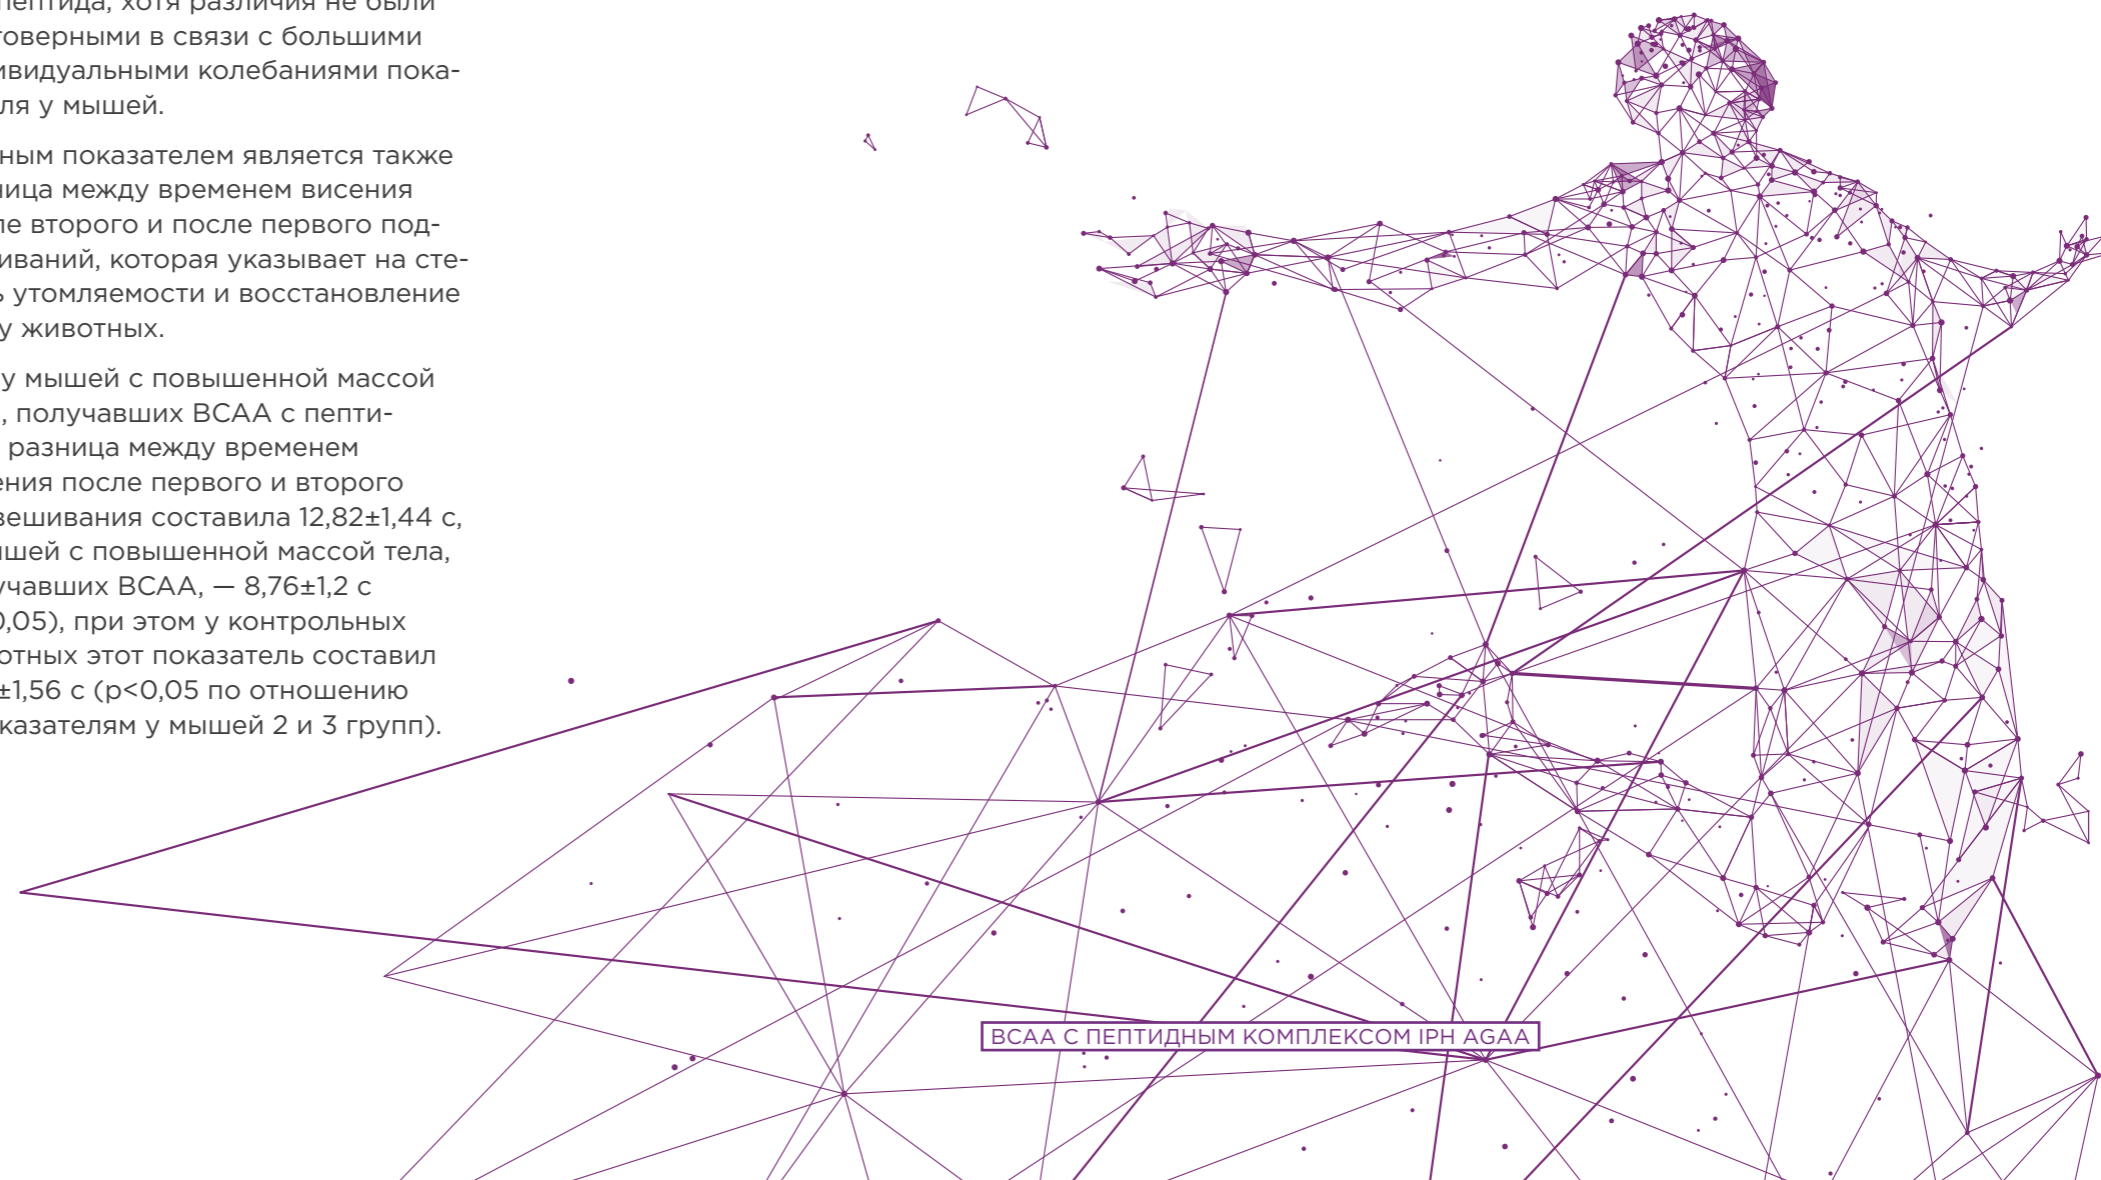 пептида, хотя различия не были
товерными в связи с большими
ивидуальными колебаниями пока-
ля у мышей.
ным показателем является также
ница между временем висения
ле второго и после первого под-
иваний, которая указывает на сте-
ь утомляемости и восстановление
у животных.
у мышей с повышенной массой
, получавших BCAA с пепти-
разница между временем
ения после первого и второго
вешивания составила 12,82±1,44 с,
ышей с повышенной массой тела,
учавших BCAA, — 8,76±1,2 с
0,05), при этом у контрольных
отных этот показатель составил
±1,56 с (p<0,05 по отношению
казателям у мышей 2 и 3 групп).
BCAA С ПЕПТИДНЫМ КОМПЛЕКСОМ IPH AGAA